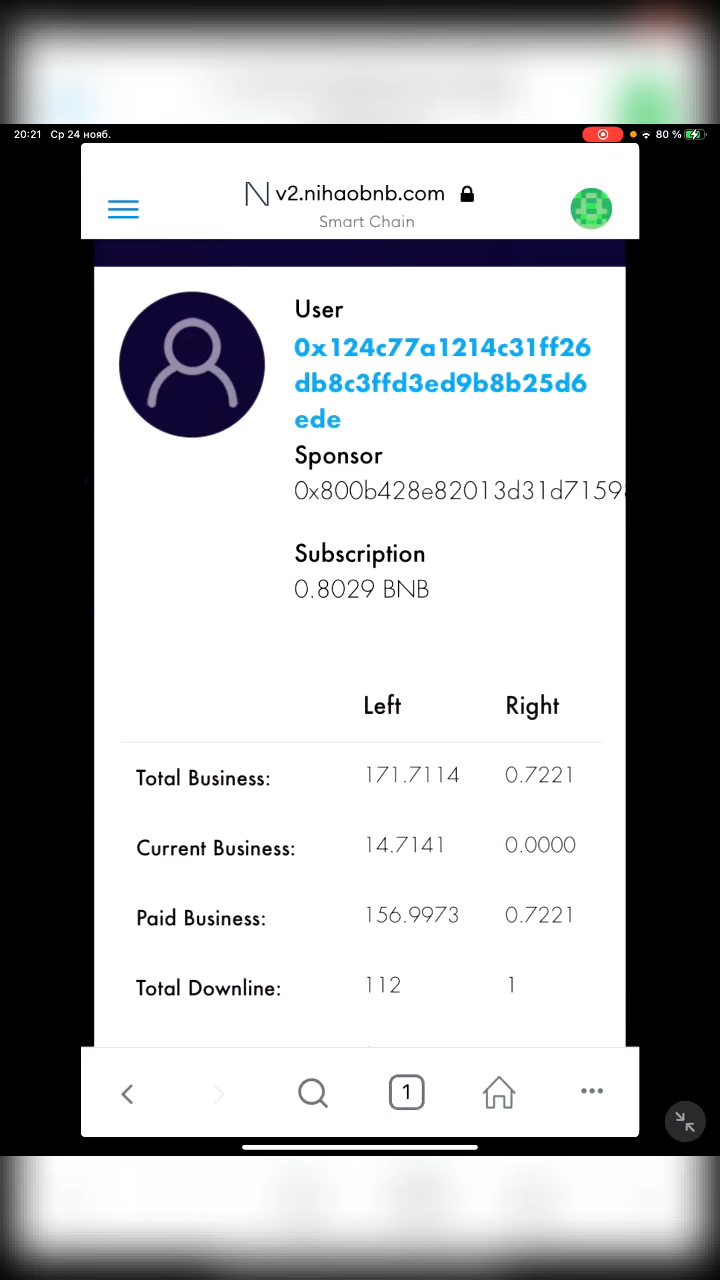 20:21 Ср 24 нояб. 80 %
N v2.nihaobnb.com
Smart Chain
User
0x124c77a1214c31ff26
db8c3ffd3ed9b8b25d6
ede
Sponsor
0x800b428e82013d31d7159
Subscription
0.8029 BNB
Left Right
Total Business: 171.7114 0.7221
Current Business: 14.7141 0.0000
Paid Business: 156.9973 0.7221
Total Downline: 112 1
1